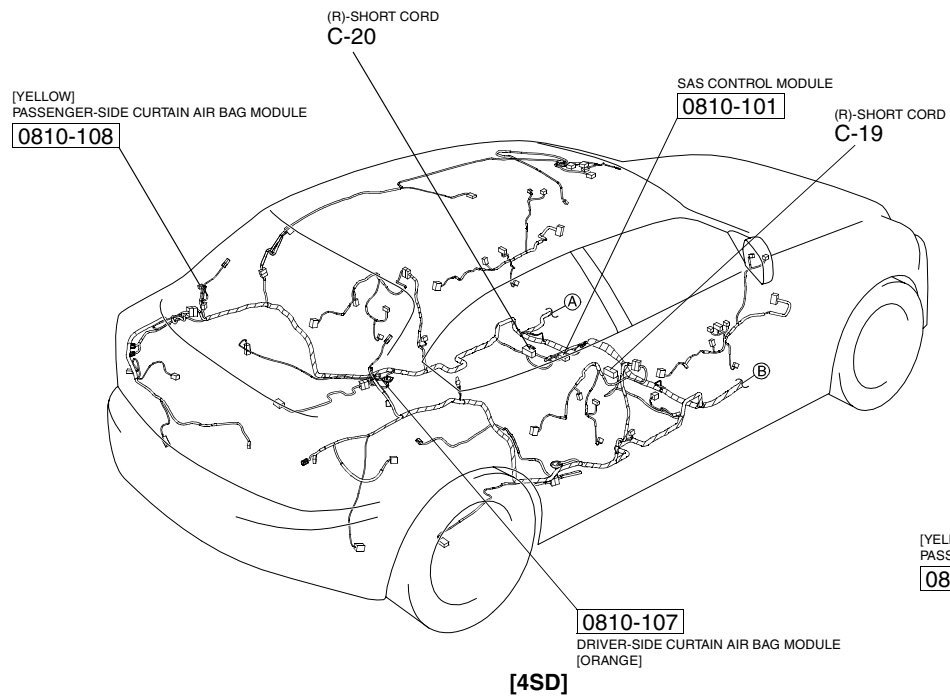 (R)-SHORT CORD
C-20
[YELLOW]
PASSENGER-SIDE CURTAIN AIR BAG MODULE
0810-108
SAS CONTROL MODULE
0810-101
(R)-SHORT CORD
C-19
A
B
0810-107
DRIVER-SIDE CURTAIN AIR BAG MODULE
[ORANGE]
[4SD]